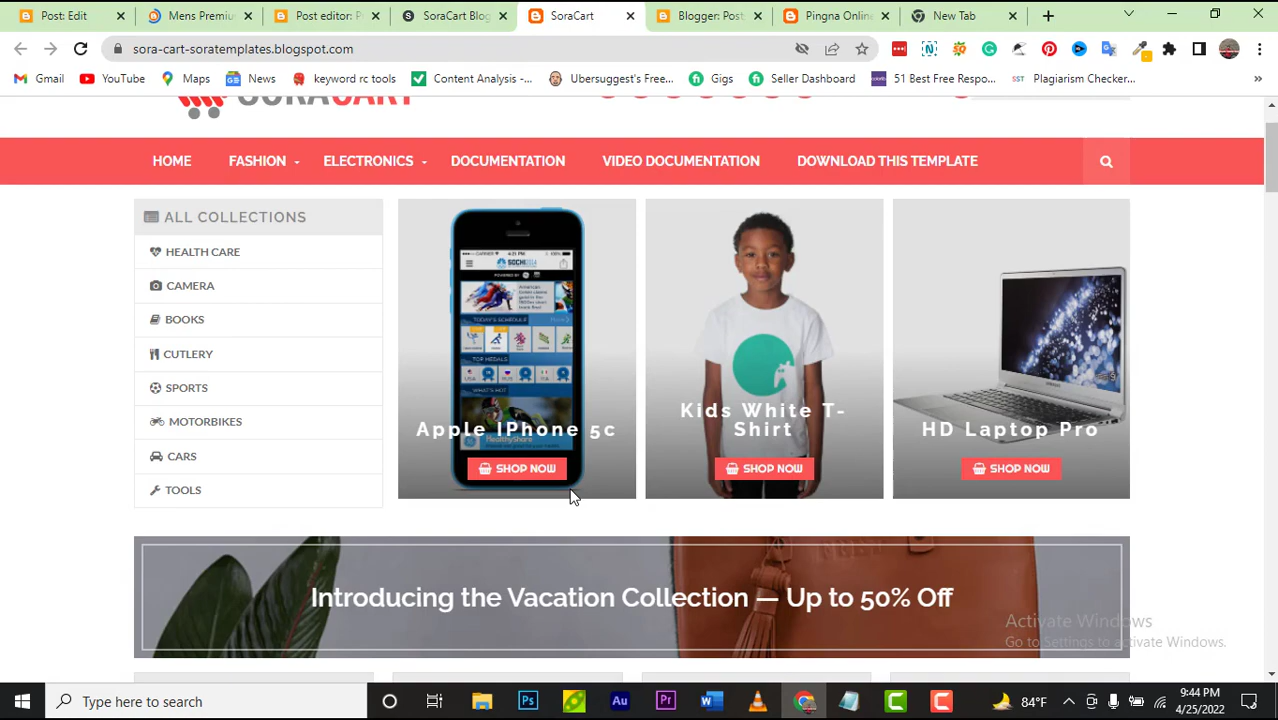 Post: Edit
Mens Premiu
Post editor: P
SoraCart Blog
SoraCart
Blogger: Post
Pingna Online
New Tab
sora-cart-soratemplates.blogspot.com
Gmail
YouTube
Maps
News
keyword rc tools
Content Analysis -...
Ubersuggest's Free...
Gigs
Seller Dashboard
51 Best Free Respo...
Plagiarism Checker...
SORACART
HOME
FASHION
ELECTRONICS
DOCUMENTATION
VIDEO DOCUMENTATION
DOWNLOAD THIS TEMPLATE
ALL COLLECTIONS
HEALTH CARE
CAMERA
BOOKS
CUTLERY
SPORTS
MOTORBIKES
CARS
TOOLS
Apple IPhone 5c
SHOP NOW
Kids White T-
Shirt
SHOP NOW
HD Laptop Pro
SHOP NOW
Introducing the Vacation Collection — Up to 50% Off
Activate Windows
Go to Settings to activate Windows.
Type here to search
84°F
9:44 PM
4/25/2022